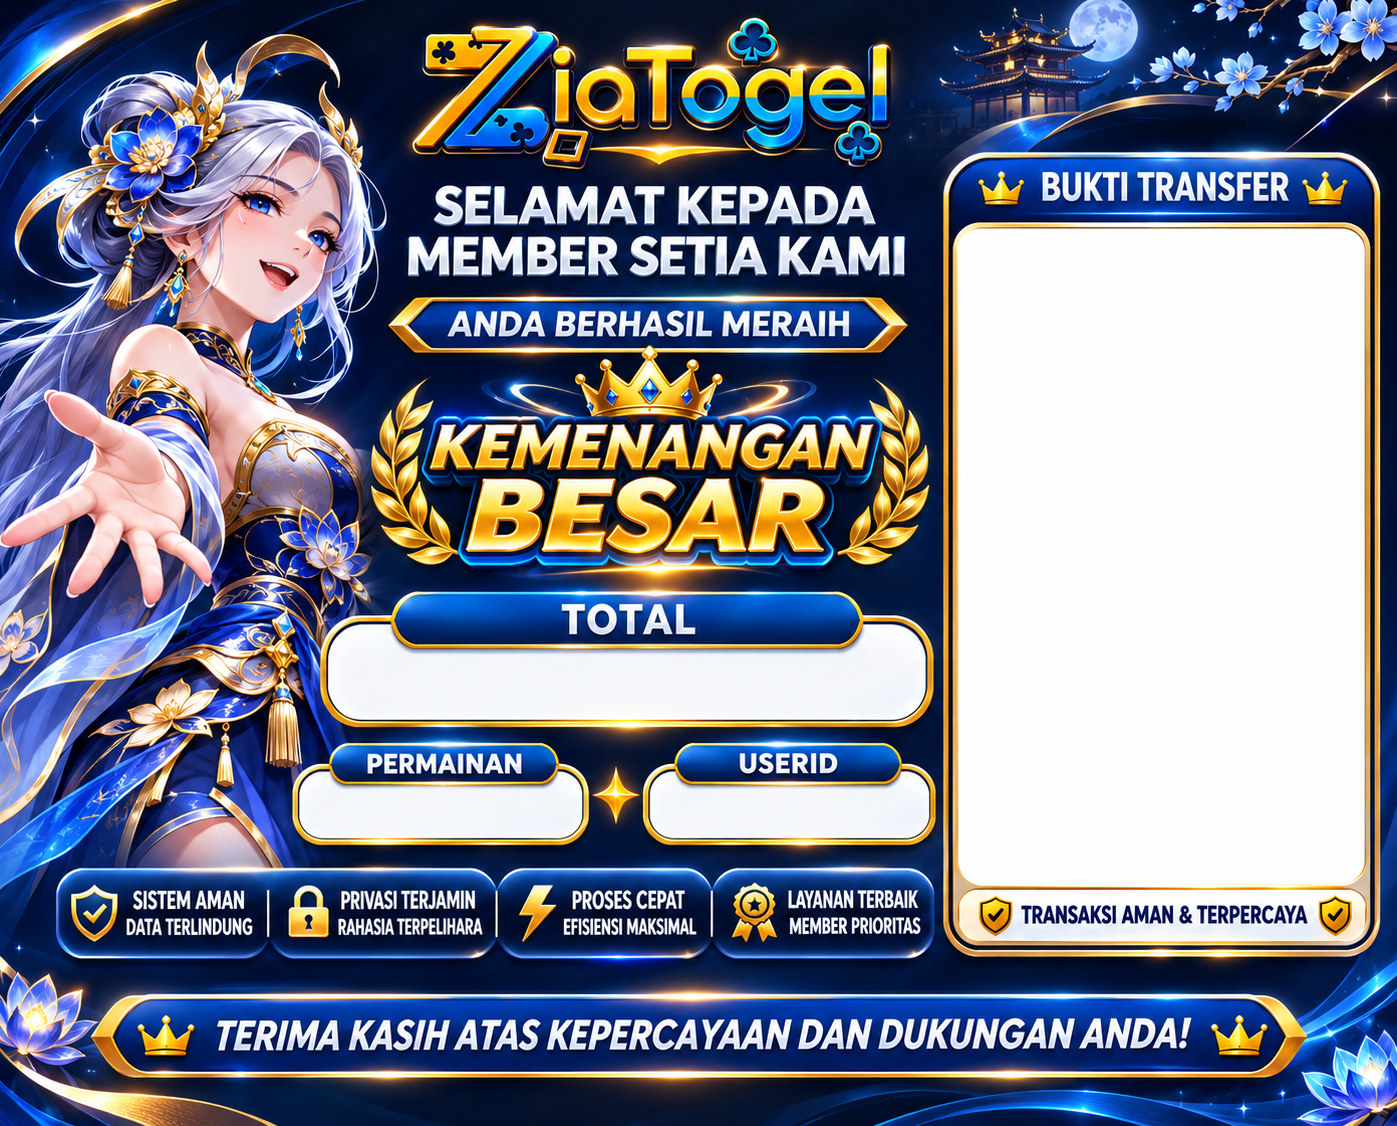 ZiaTogel
SELAMAT KEPADA
MEMBER SETIA KAMI
ANDA BERHASIL MERAIH
KEMENANGAN
BESAR
TOTAL
PERMAINAN
USERID
SISTEM AMAN
DATA TERLINDUNG
PRIVASI TERJAMIN
RAHASIA TERPELIHARA
PROSES CEPAT
EFISIENSI MAKSIMAL
LAYANAN TERBAIK
MEMBER PRIORITAS
BUKTI TRANSFER
TRANSAKSI AMAN & TERPERCAYA
TERIMA KASIH ATAS KEPERCAYAAN DAN DUKUNGAN ANDA!